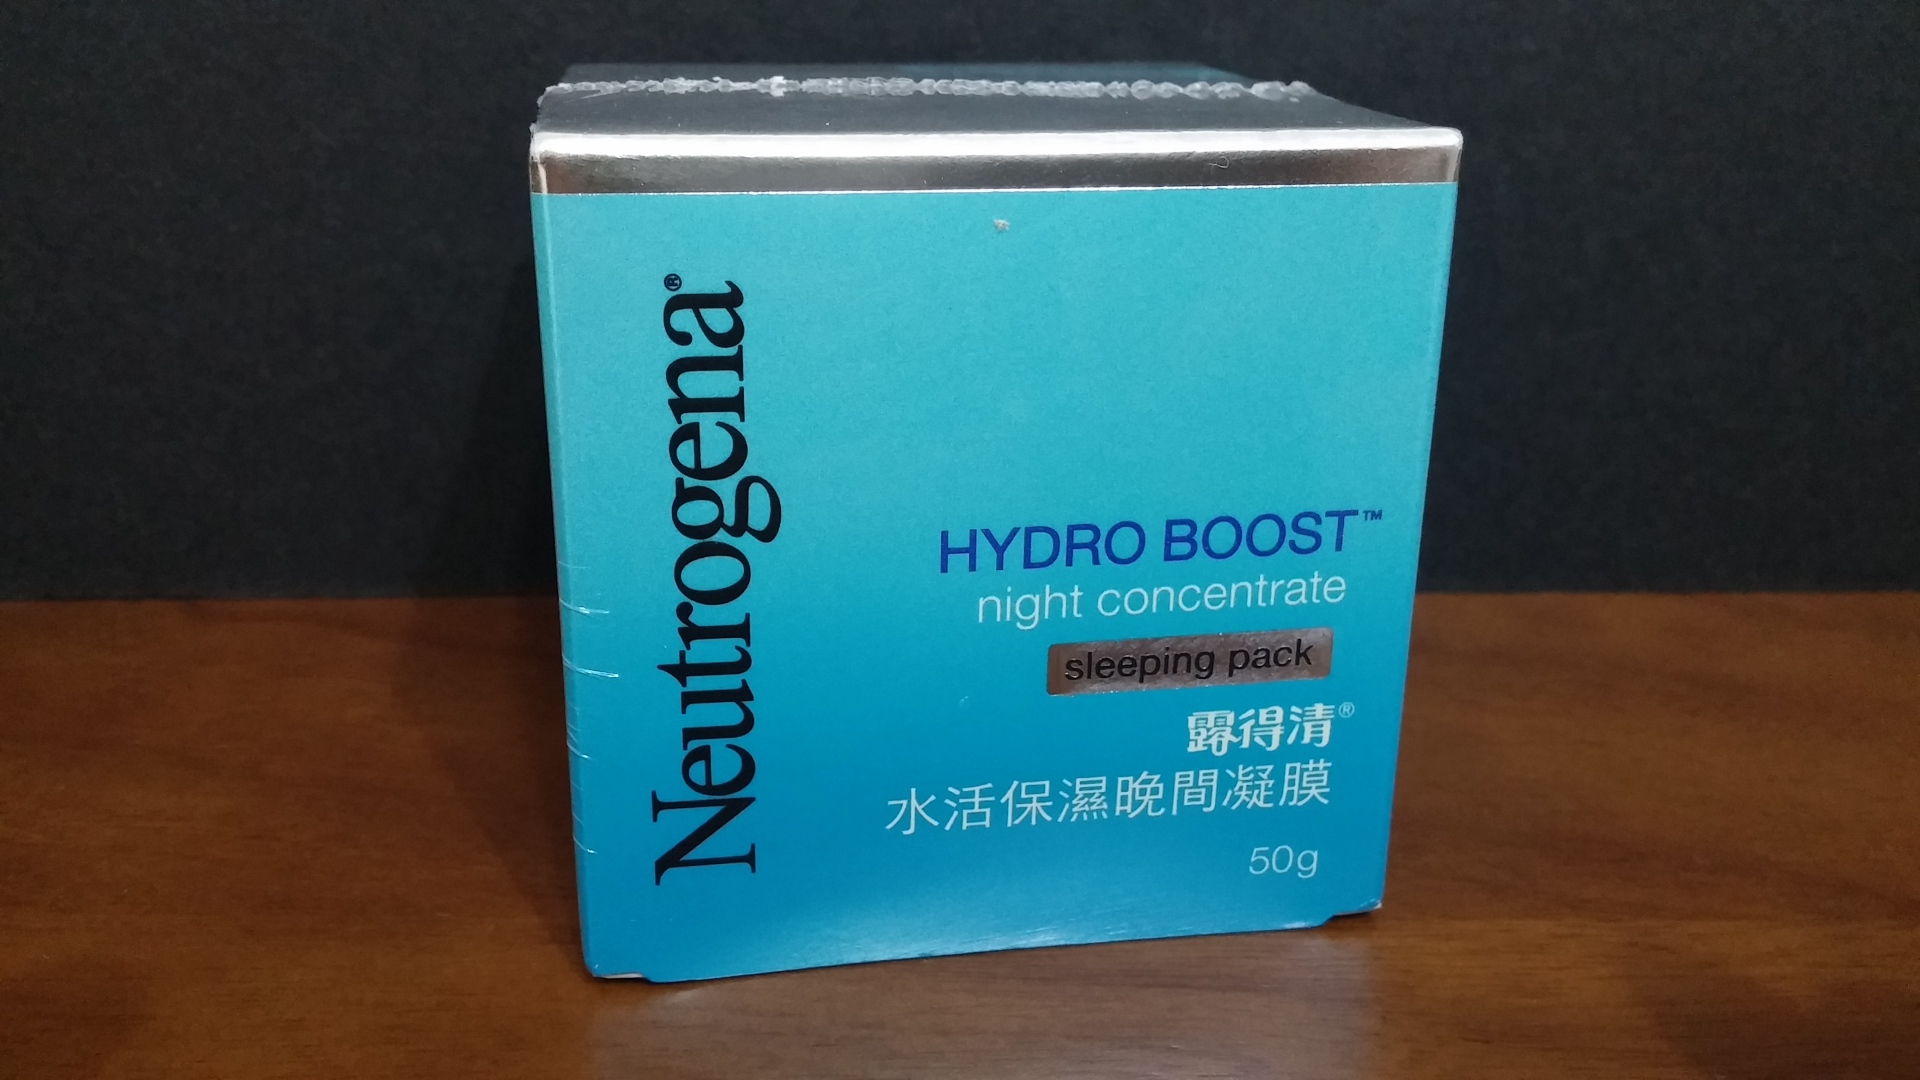 Neutrogena®
HYDRO BOOST™
night concentrate
sleeping pack
露得清®
水活保濕晚間凝膜
50g